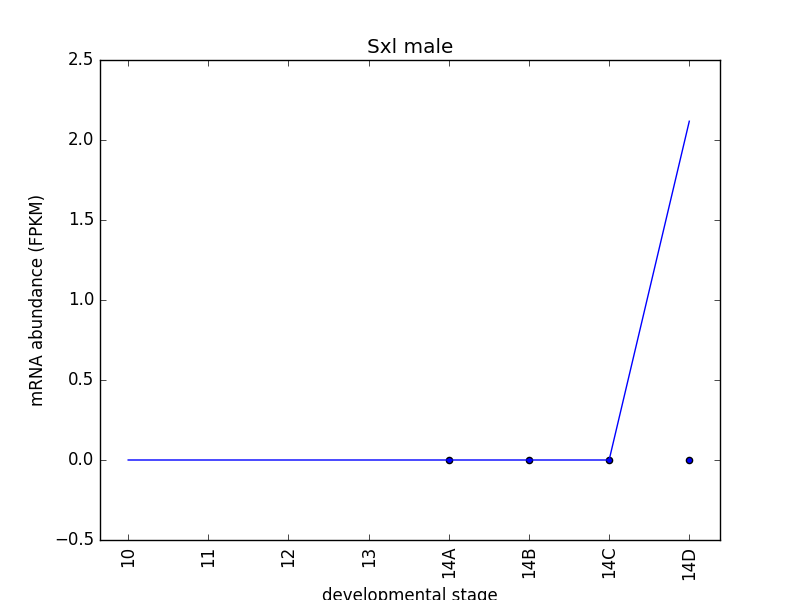 Sxl male
2.5
2.0
1.5
1.0
0.5
0.0
−0.5
mRNA abundance (FPKM)
10
11
12
13
14A
14B
14C
14D
developmental stage